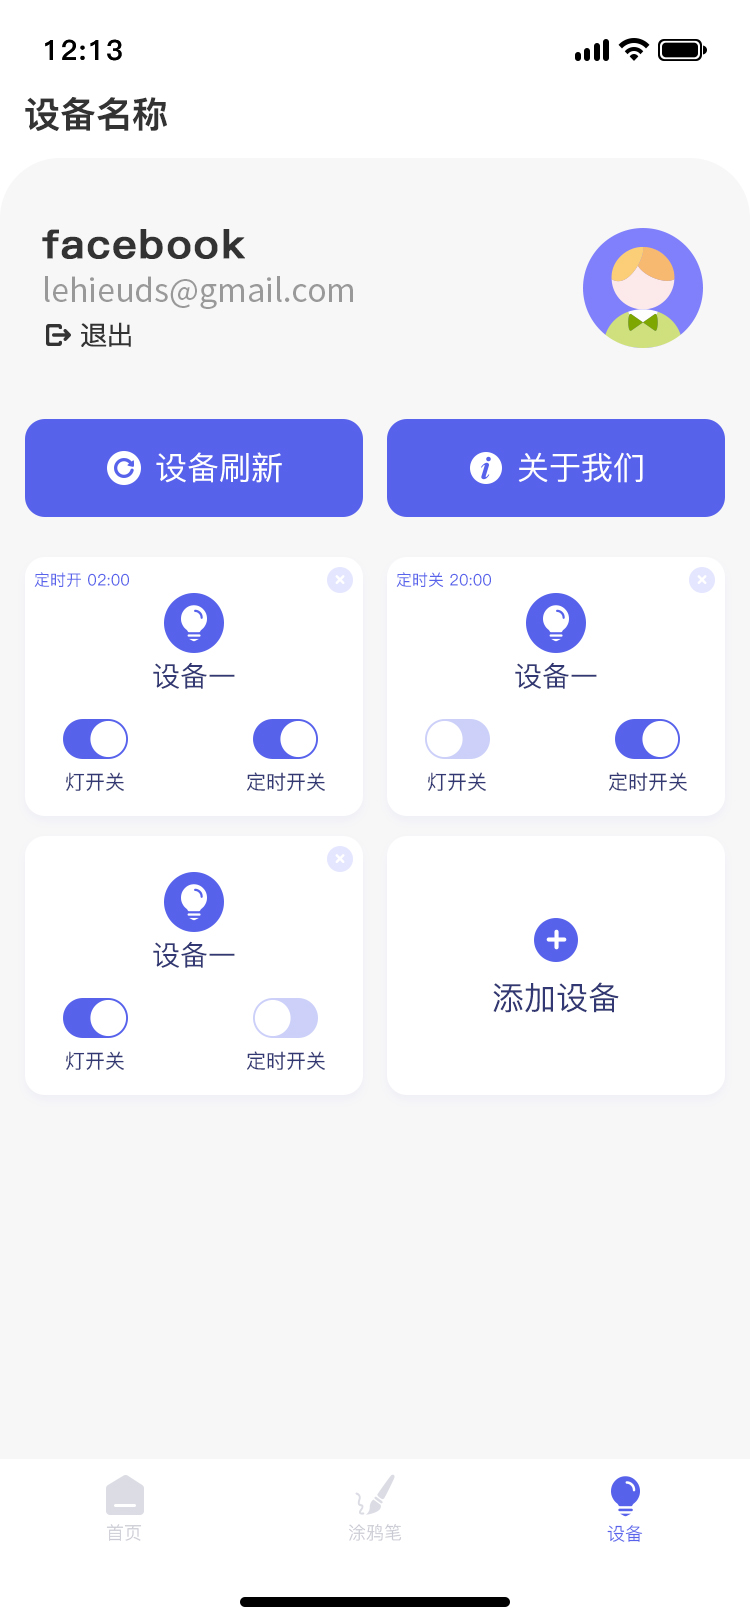 12:13
设备名称
facebook
lehieuds@gmail.com
退出
设备刷新
关于我们
定时开 02:00
设备一
灯开关
定时开关
定时关 20:00
设备一
灯开关
定时开关
设备一
灯开关
定时开关
添加设备
首页
涂鸦笔
设备